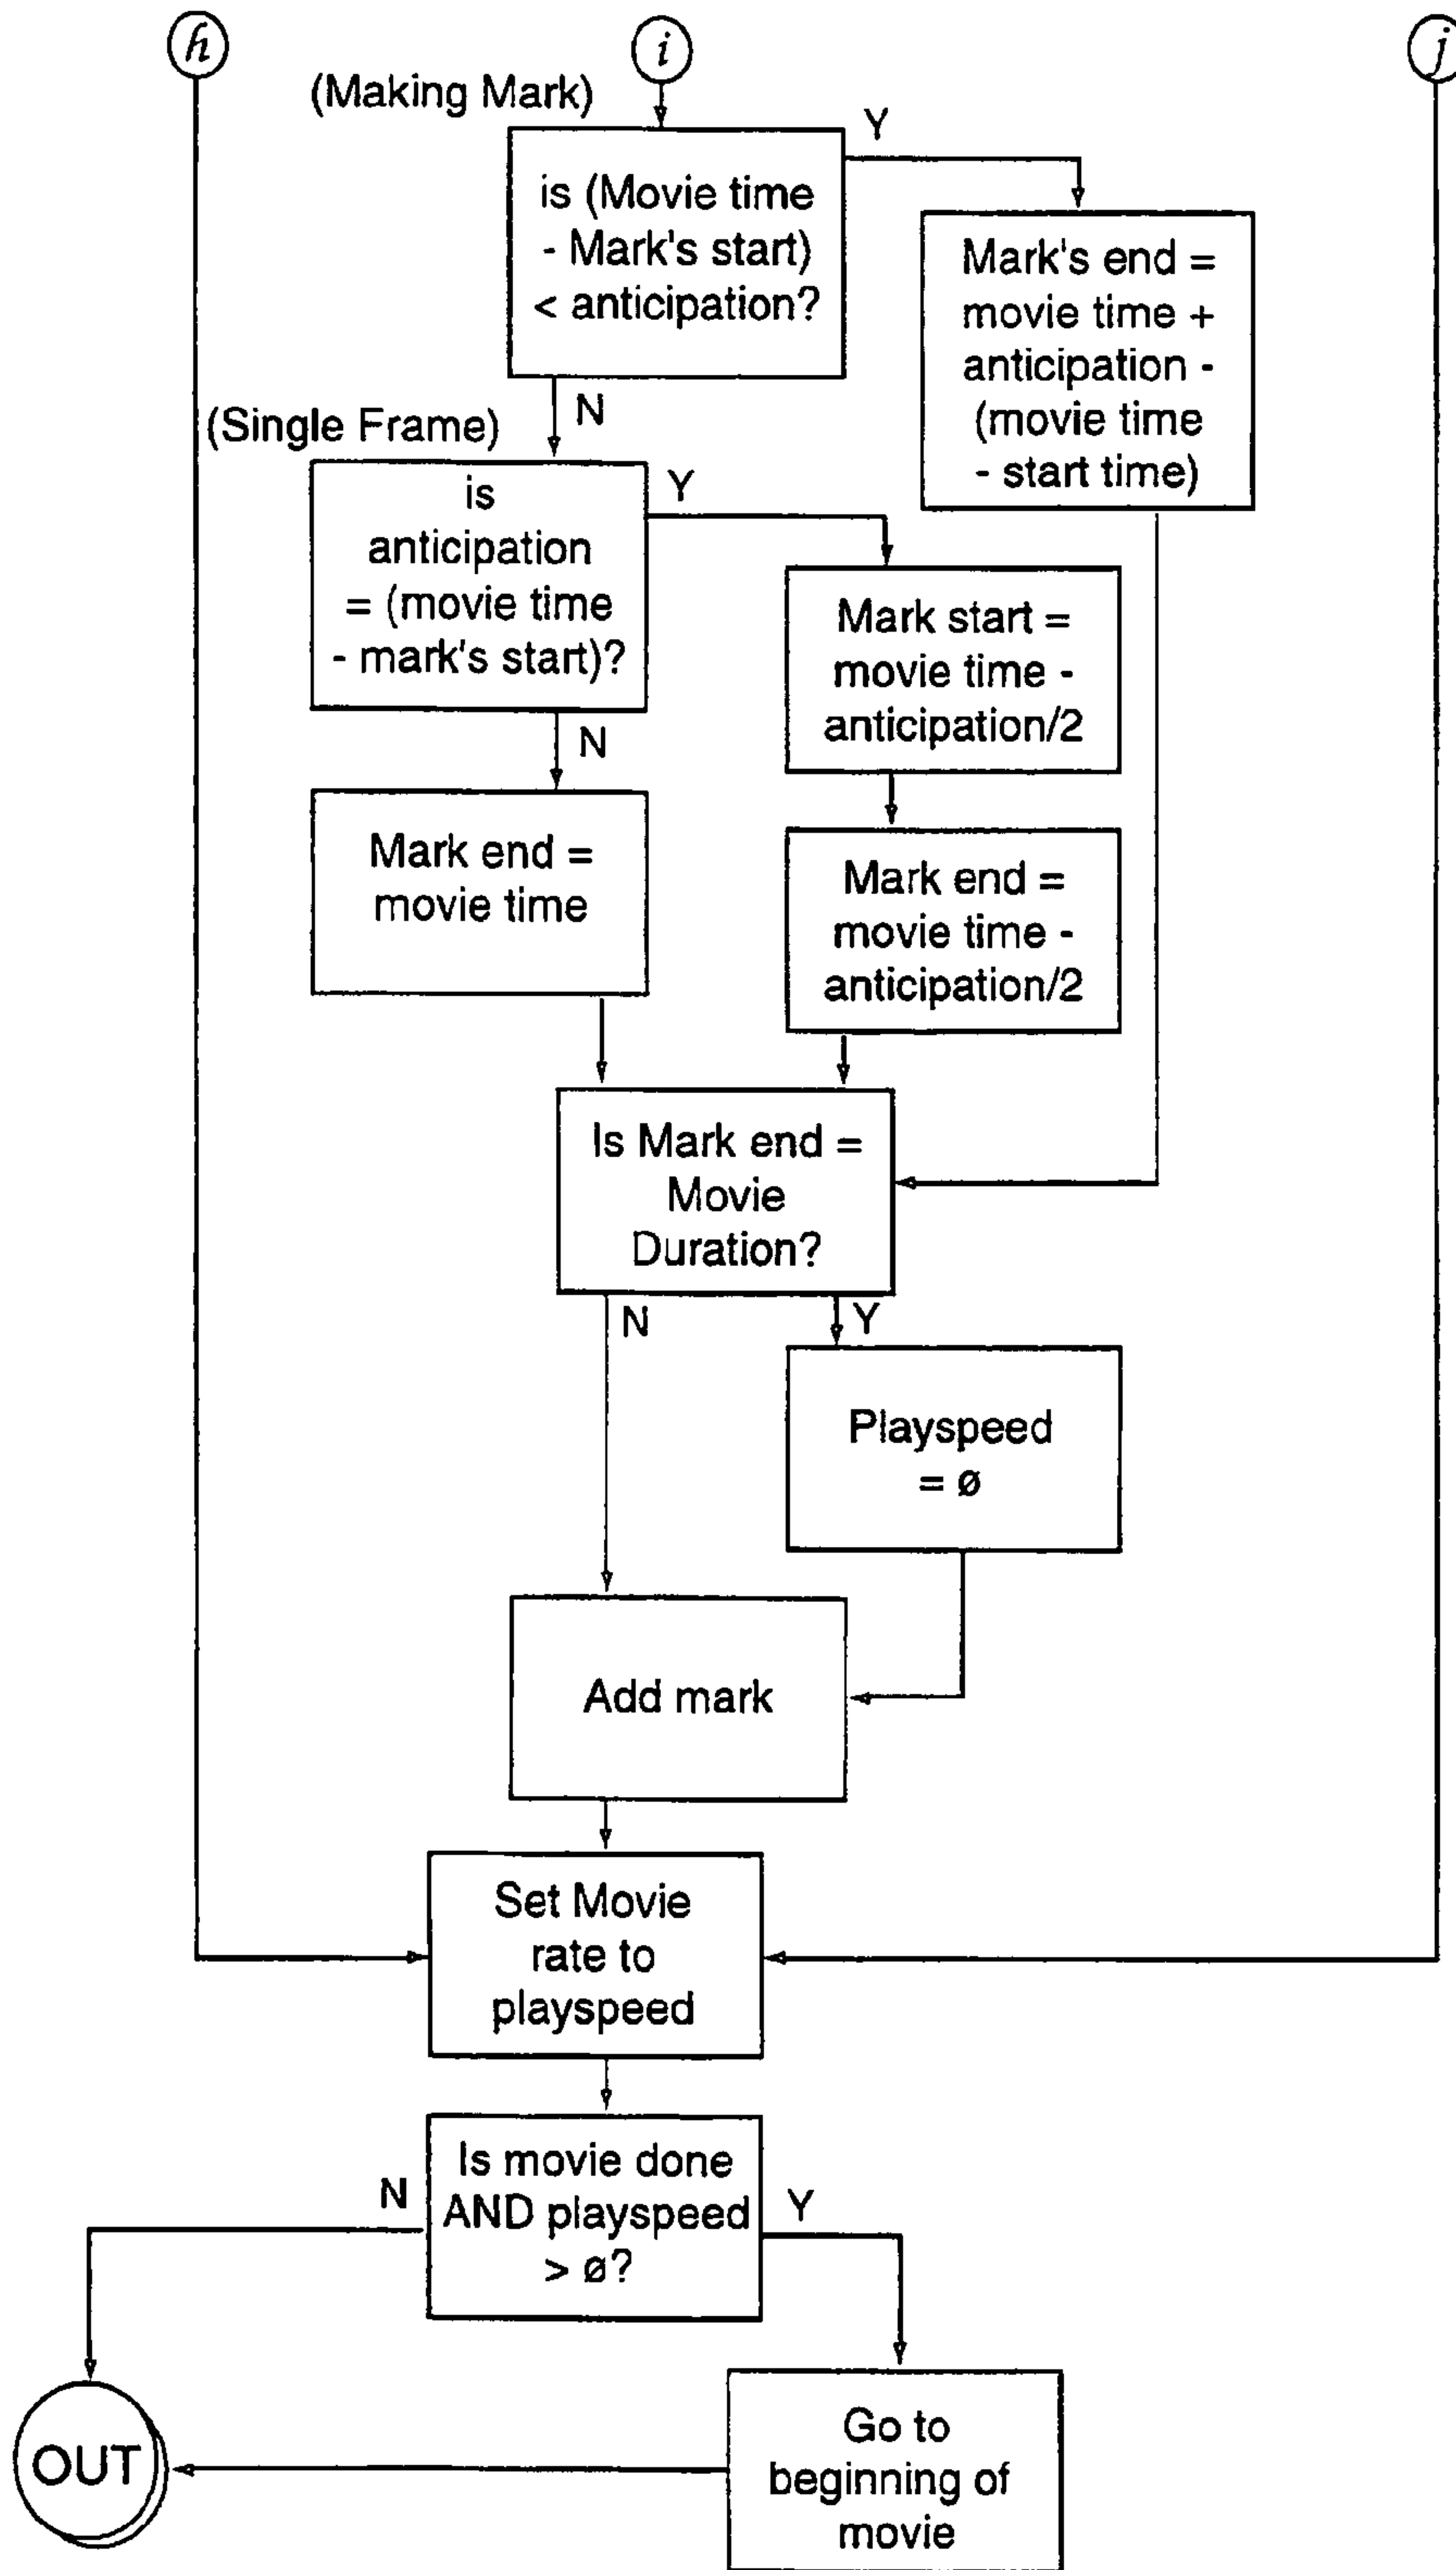 h
i
j
(Making Mark)
is (Movie time
- Mark's start)
< anticipation?
Y
Mark's end =
movie time +
anticipation -
(movie time
- start time)
N
(Single Frame)
is
anticipation
= (movie time
- mark's start)?
Y
Mark start =
movie time -
anticipation/2
N
Mark end =
movie time
Mark end =
movie time -
anticipation/2
Is Mark end =
Movie
Duration?
N
Y
Playspeed
= ø
Add mark
Set Movie
rate to
playspeed
Is movie done
AND playspeed
> ø?
N
Y
OUT
Go to
beginning of
movie